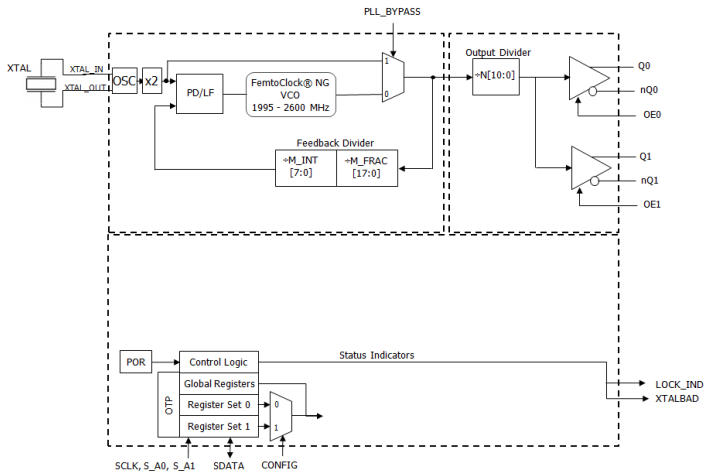 PLL_BYPASS
Output Divider
XTAL
XTAL_IN
XTAL_OUT
OSC
x2
PD/LF
FemtoClock® NG
VCO
1995 - 2600 MHz
1
0
÷N[10:0]
Q0
nQ0
OE0
Feedback Divider
÷M_INT
[7:0]
÷M_FRAC
[17:0]
Q1
nQ1
OE1
POR
Control Logic
Status Indicators
Global Registers
OTP
Register Set 0
0
Register Set 1
1
LOCK_IND
XTALBAD
SCLK, S_A0, S_A1
SDATA
CONFIG